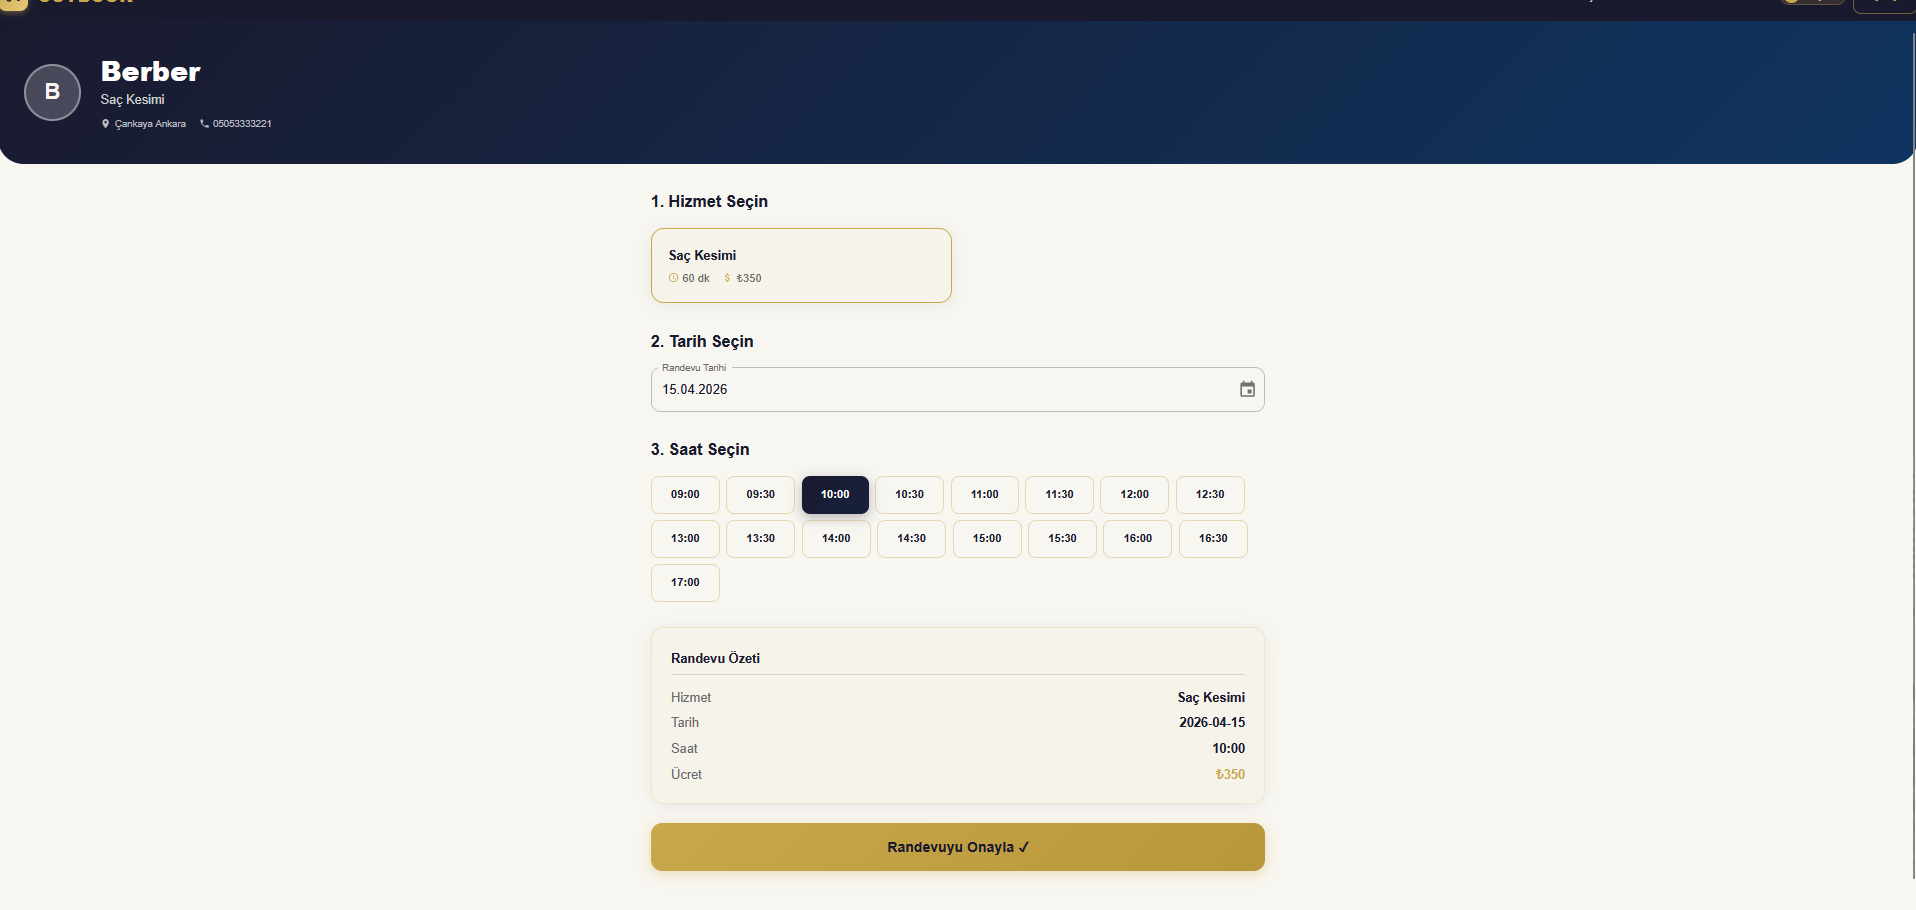 B
Berber
Saç Kesimi
Çankaya Ankara 05053333221
1. Hizmet Seçin
Saç Kesimi
60 dk $ ₺350
2. Tarih Seçin
Randevu Tarihi
15.04.2026
3. Saat Seçin
09:00 09:30 10:00 10:30 11:00 11:30 12:00 12:30
13:00 13:30 14:00 14:30 15:00 15:30 16:00 16:30
17:00
Randevu Özeti
Hizmet Saç Kesimi
Tarih 2026-04-15
Saat 10:00
Ücret ₺350
Randevuyu Onayla ✓